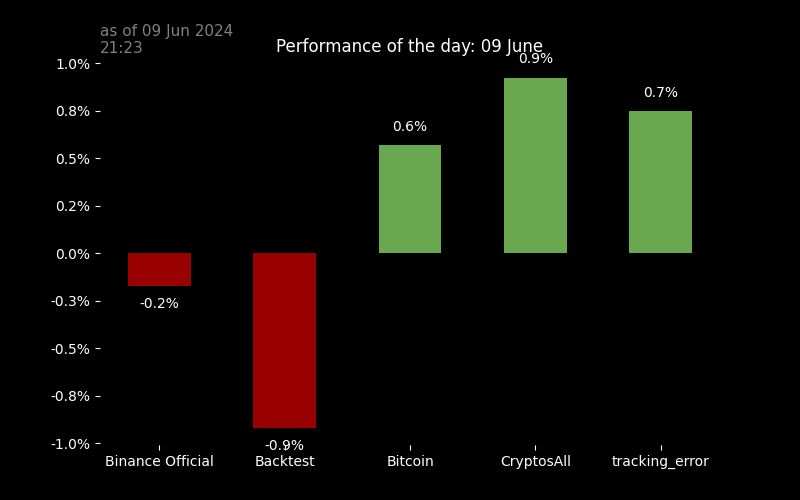 as of 09 Jun 2024
21:23
Performance of the day: 09 June
1.0%
0.8%
0.5%
0.2%
0.0%
-0.3%
-0.5%
-0.8%
-1.0%
-0.2%
-0.9%
0.6%
0.9%
0.7%
Binance Official
Backtest
Bitcoin
CryptosAll
tracking_error